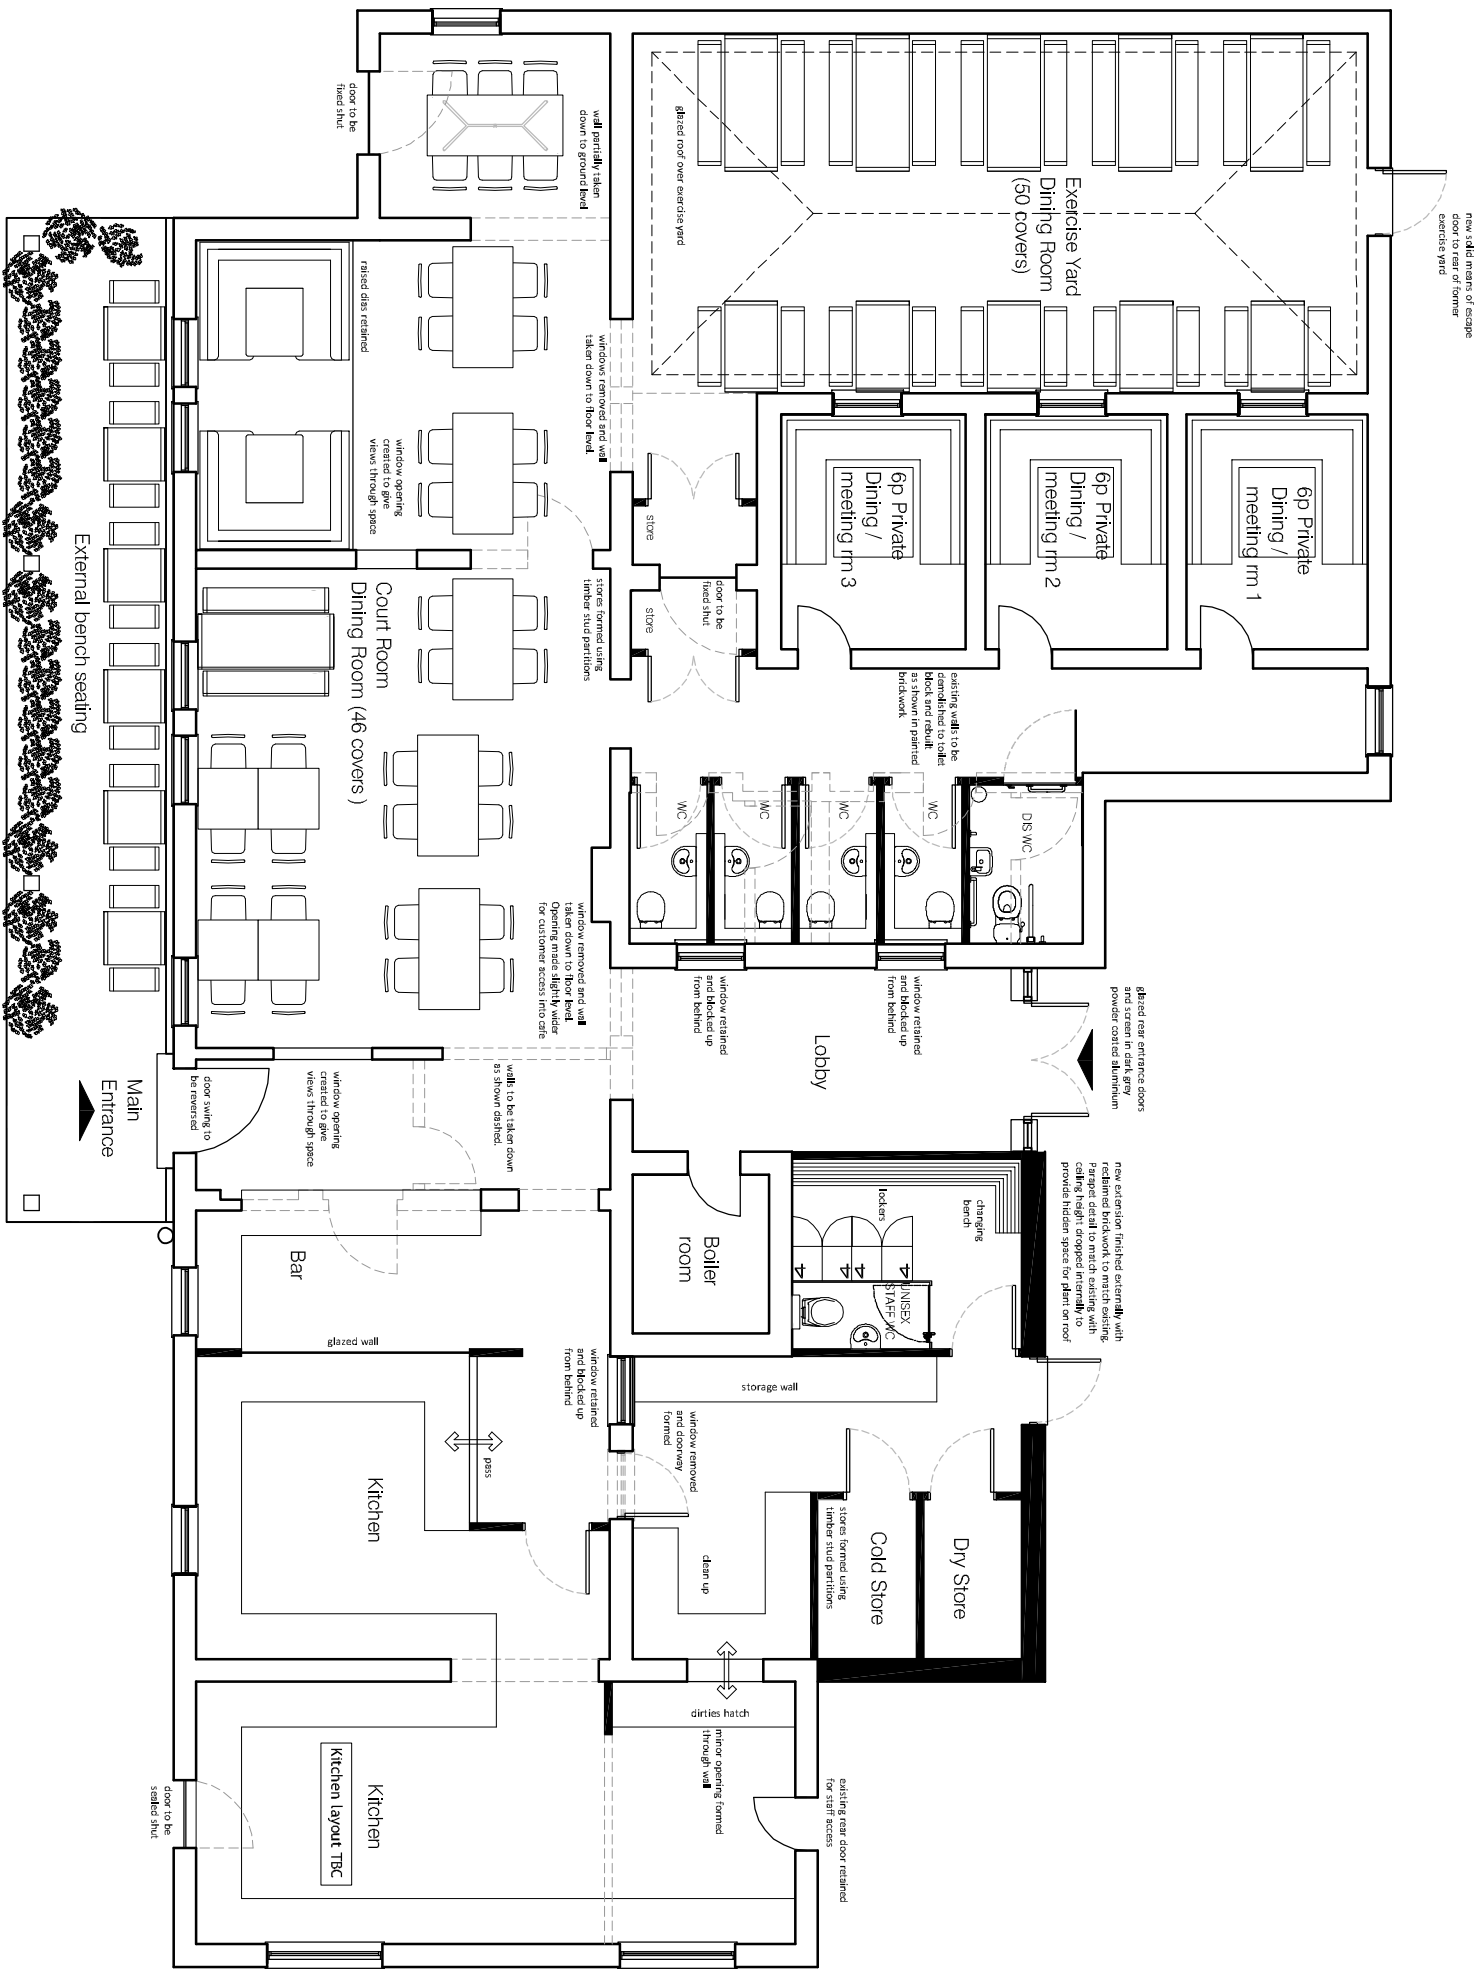 new solid means of escape
door to rear of former
exercise yard
door to be
fixed shut
wall partially taken
down to ground level
glazed roof over exercise yard
Exercise Yard
Dining Room
(50 covers)
raised dias retained
windows removed and wall
taken down to floor level.
window opening
created to give
views through space
store
6p Private
Dining /
meeting rm 3
6p Private
Dining /
meeting rm 2
6p Private
Dining /
meeting rm 1
External bench seating
Court Room
Dining Room (46 covers )
stores formed using
timber stud partitions
store
door to be
fixed shut
existing walls to be
demolished to toilet
block and rebuilt
as shown in painted
brickwork
WC
WC
WC
WC
DIS WC
window removed and wall
taken down to floor level.
Opening made slightly wider
for customer access into cafe
window retained
and blocked up
from behind
window retained
and blocked up
from behind
glazed rear entrance doors
and screen in dark grey
powder coated aluminium
Lobby
Main
Entrance
door swing to
be reversed
window opening
created to give
views through space
walls to be taken down
as shown dashed.
new extension finished externally with
reclaimed brickwork to match existing.
Parapet detail to match existing with
ceiling height dropped internally to
provide hidden space for plant on roof
changing
bench
lockers
4
4
4
4
UNISEX
STAFF WC
Boiler
room
Bar
glazed wall
window retained
and blocked up
from behind
storage wall
window removed
and doorway
formed
pass
Kitchen
clean up
stores formed using
timber stud partitions
Cold Store
Dry Store
dirties hatch
minor opening formed
through wall
Kitchen
Kitchen layout TBC
door to be
sealed shut
existing rear door retained
for staff access